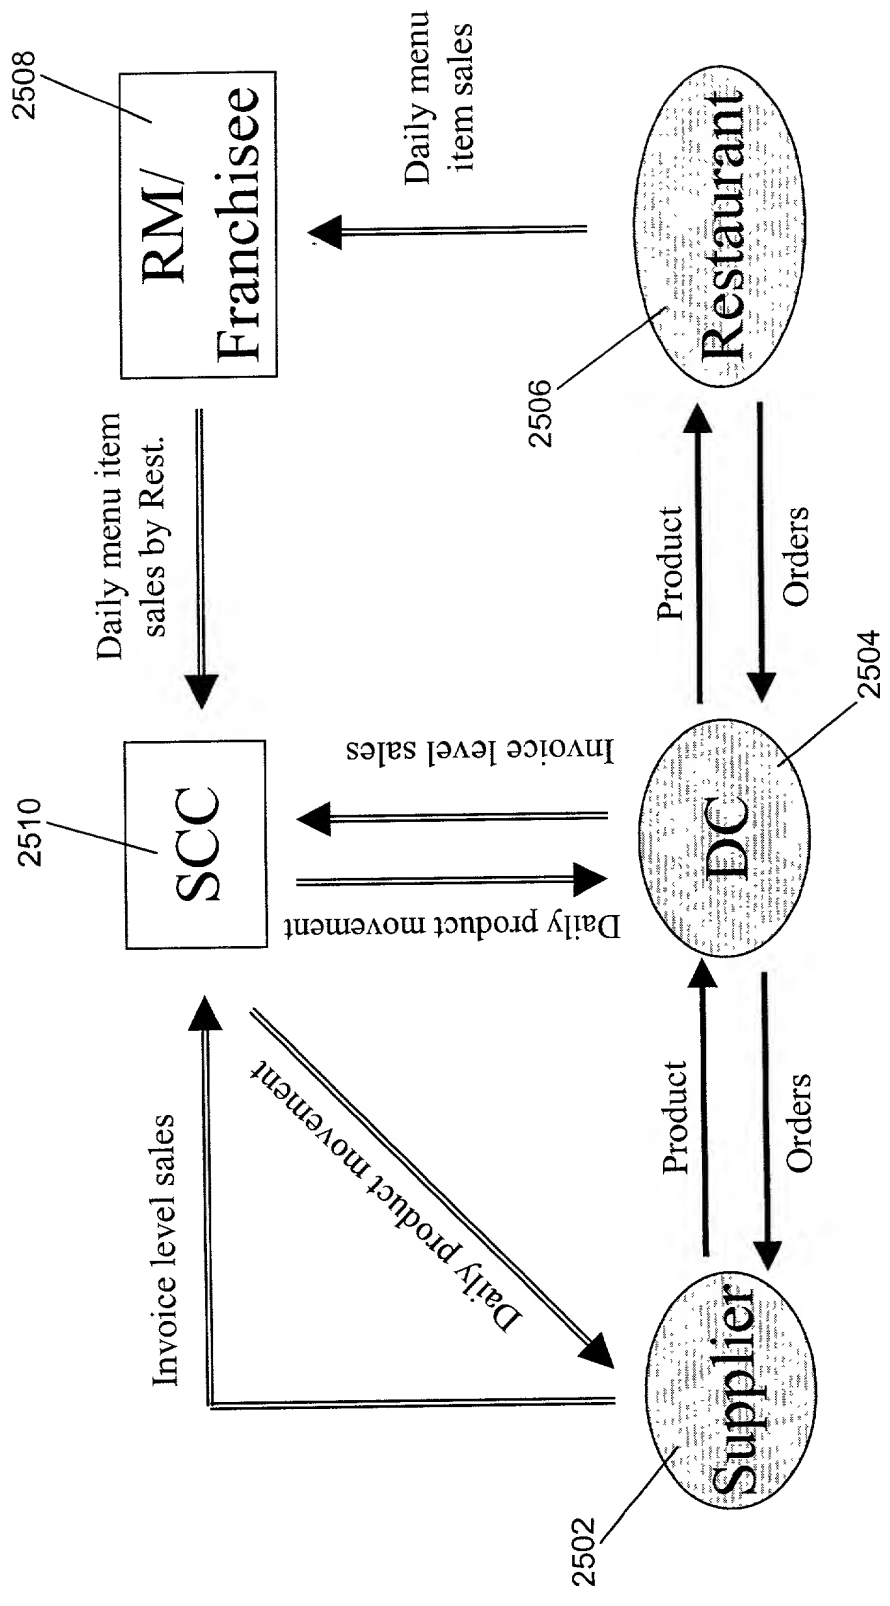 2510
2508
SCC
RM/
Franchisee
Daily menu item
sales by Rest.
Invoice level sales
Daily product movement
Daily product movement
Invoice level sales
Daily menu
item sales
2502
2506
Supplier
Product
Orders
DC
2504
Product
Orders
Restaurant